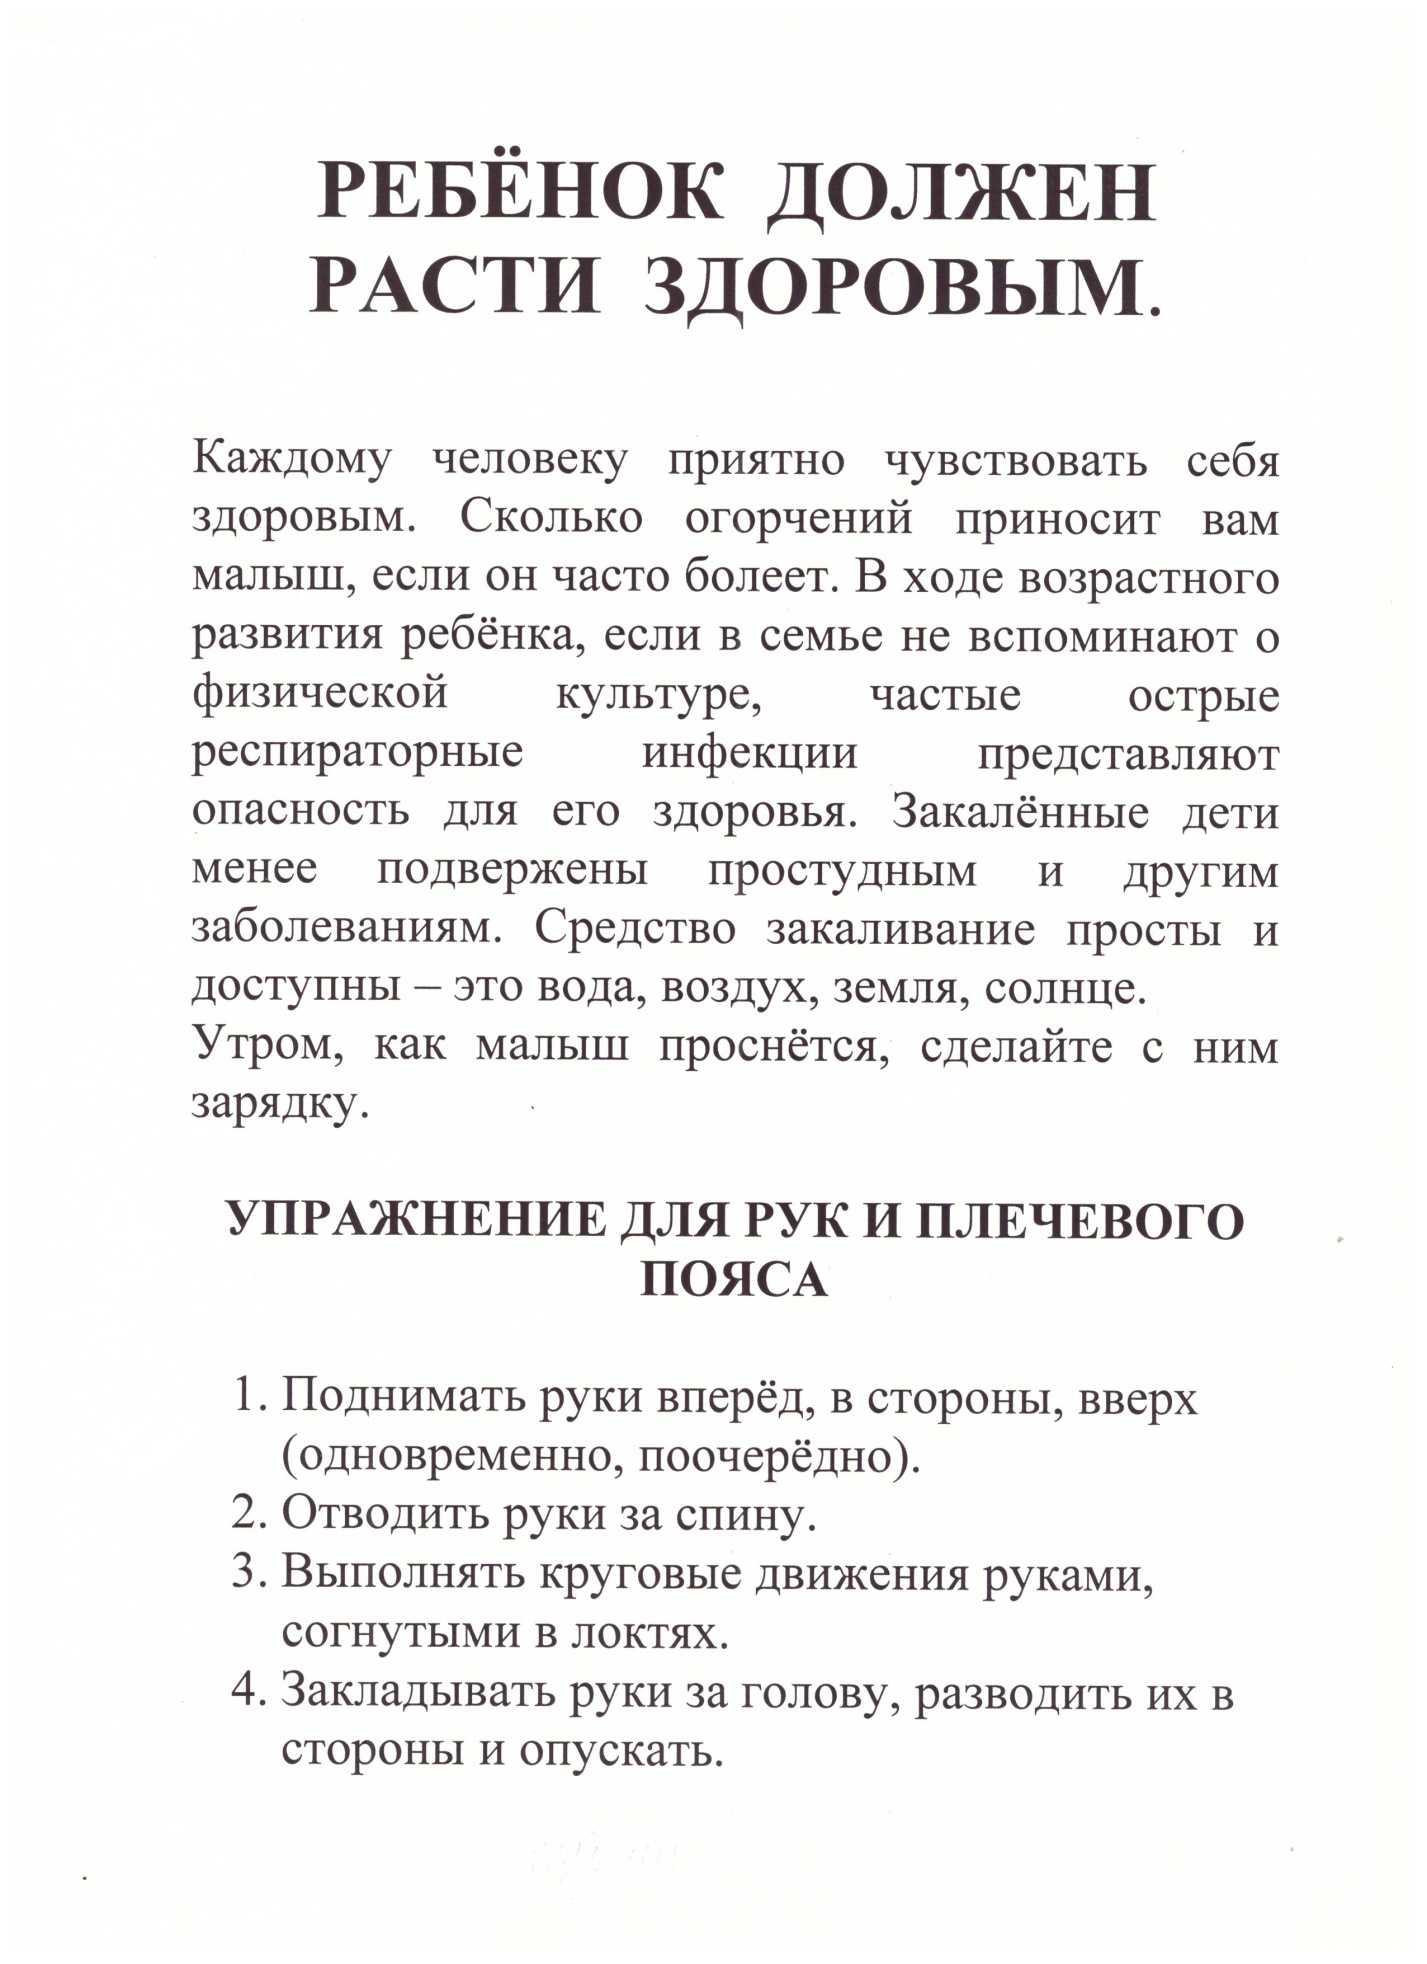 РЕБЁНОК ДОЛЖЕН
РАСТИ ЗДОРОВЫМ.
Каждому человеку приятно чувствовать себя
здоровым. Сколько огорчений приносит вам
малыш, если он часто болеет. В ходе возрастного
развития ребёнка, если в семье не вспоминают о
физической культуре, частые острые
респираторные инфекции представляют
опасность для его здоровья. Закалённые дети
менее подвержены простудным и другим
заболеваниям. Средство закаливание просты и
доступны – это вода, воздух, земля, солнце.
Утром, как малыш проснётся, сделайте с ним
зарядку.
УПРАЖНЕНИЕ ДЛЯ РУК И ПЛЕЧЕВОГО
ПОЯСА
1. Поднимать руки вперёд, в стороны, вверх
(одновременно, поочерёдно).
2. Отводить руки за спину.
3. Выполнять круговые движения руками,
согнутыми в локтях.
4. Закладывать руки за голову, разводить их в
стороны и опускать.